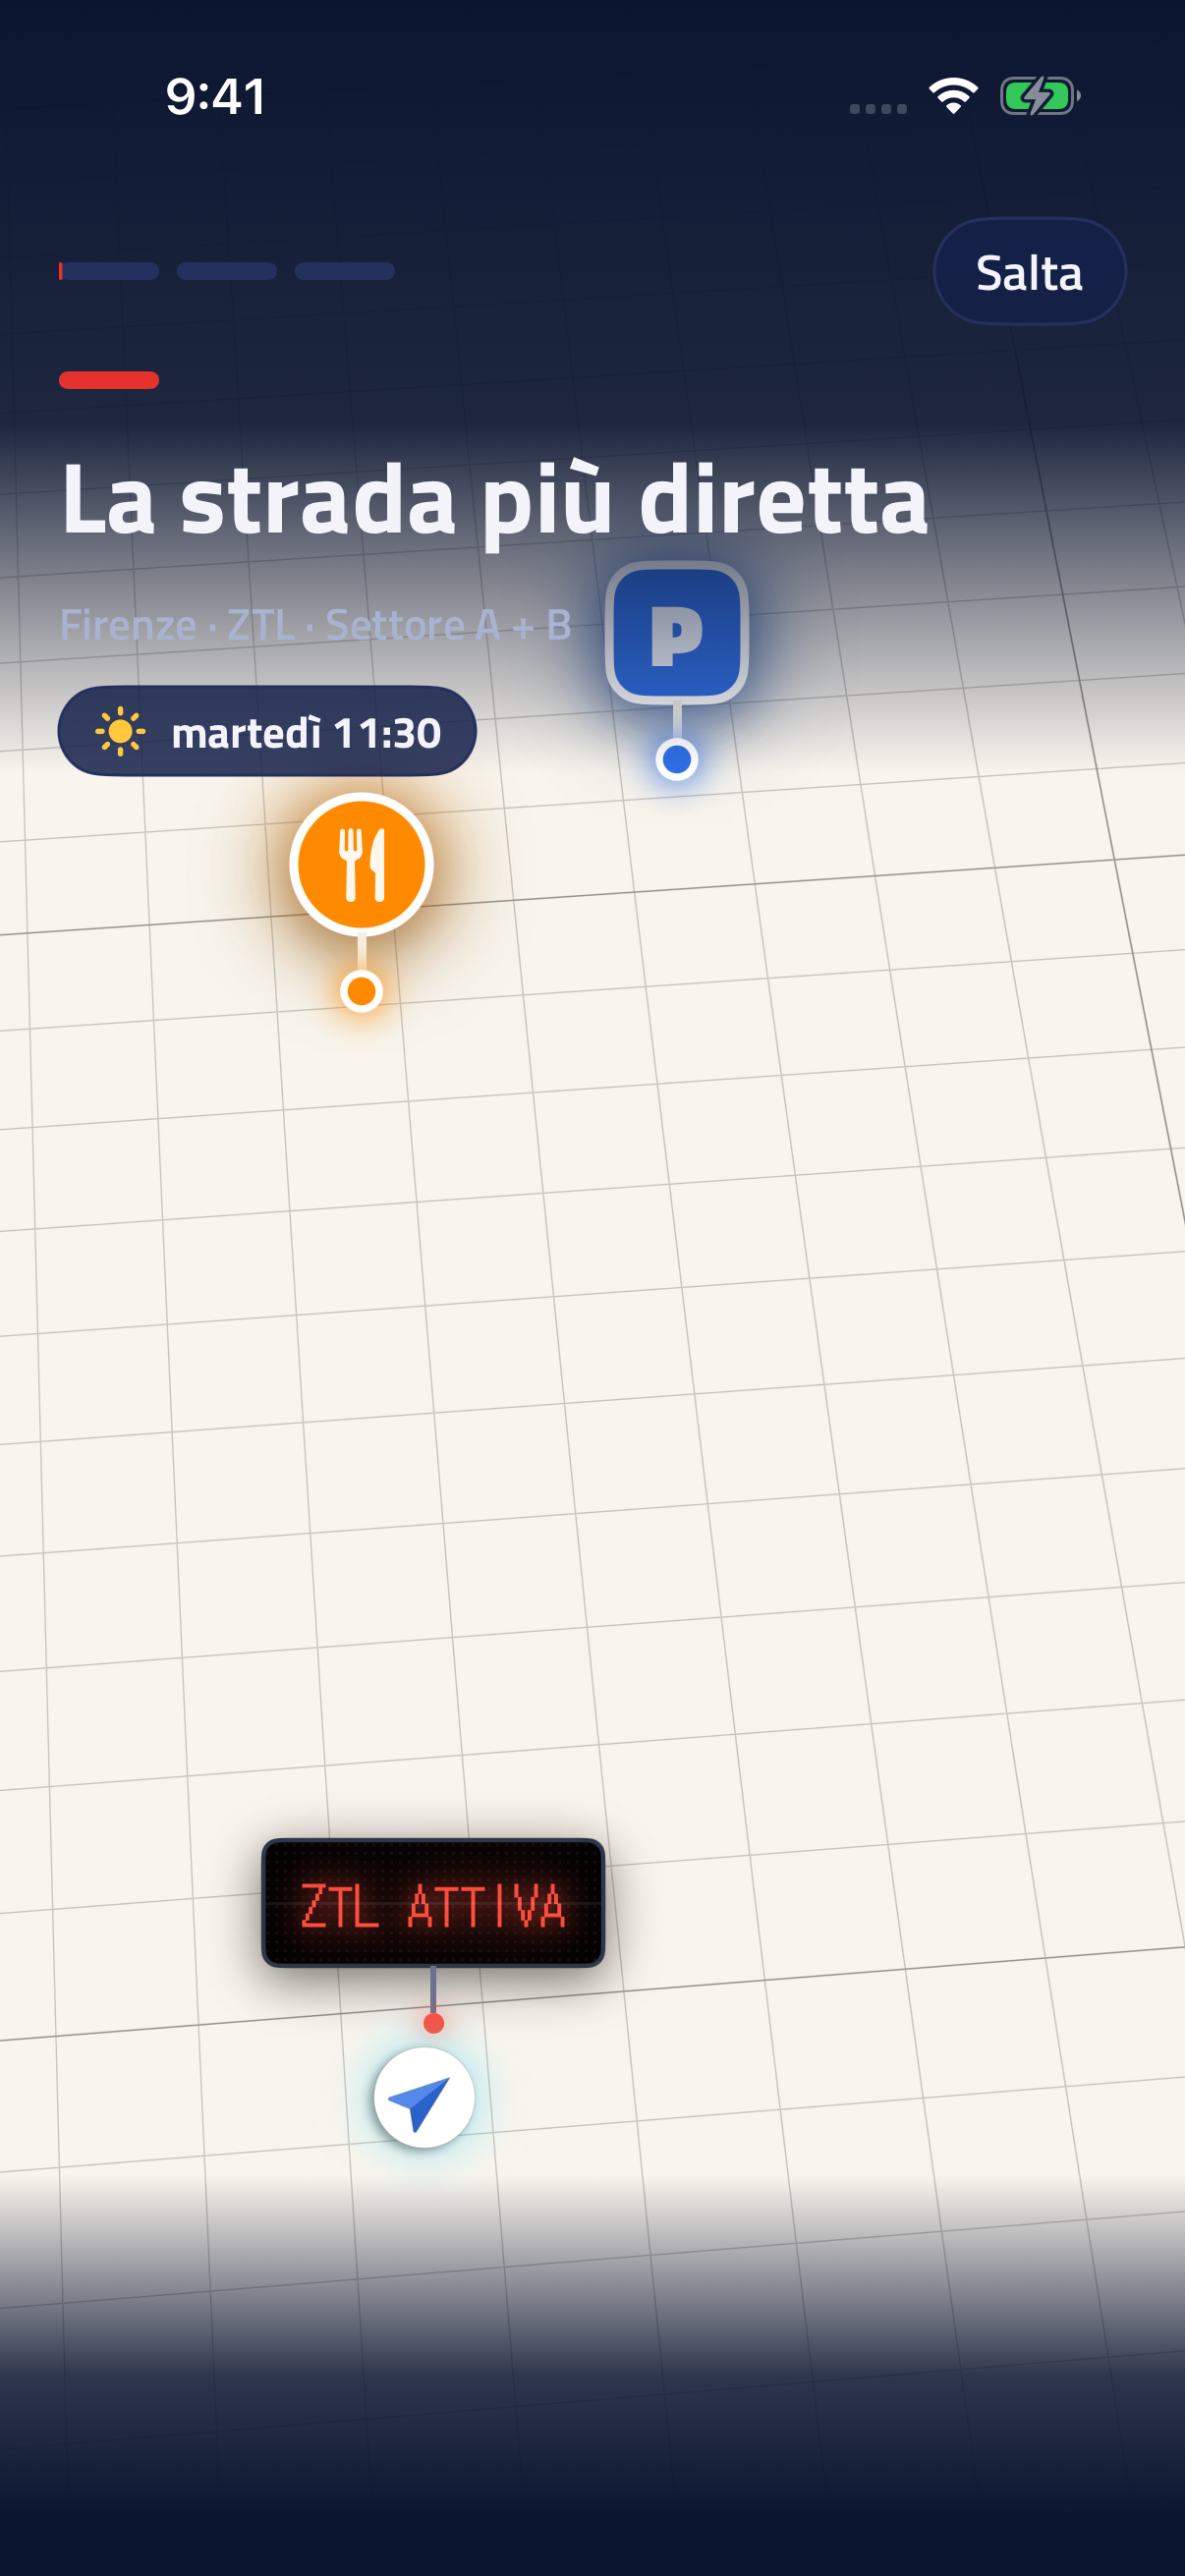 9:41
Salta
La strada più diretta
Firenze · ZTL · Settore A + B
P
martedì 11:30
ZTL ATTIVA